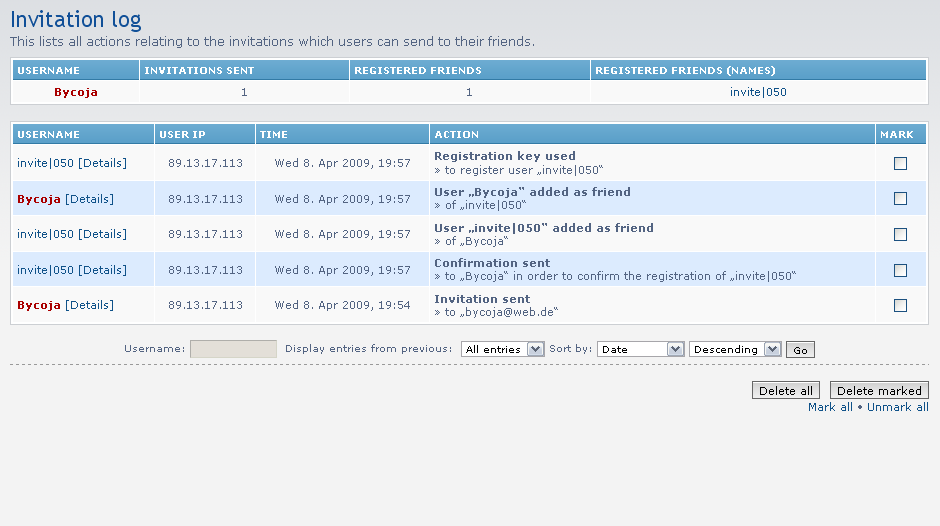 Invitation log
This lists all actions relating to the invitations which users can send to their friends.
USERNAME INVITATIONS SENT REGISTERED FRIENDS REGISTERED FRIENDS (NAMES)
Bycoja 1 1 invite|050
USERNAME USER IP TIME ACTION MARK
invite|050 [Details] 89.13.17.113 Wed 8. Apr 2009, 19:57 Registration key used
» to register user „invite|050“
Bycoja [Details] 89.13.17.113 Wed 8. Apr 2009, 19:57 User „Bycoja“ added as friend
» of „invite|050“
invite|050 [Details] 89.13.17.113 Wed 8. Apr 2009, 19:57 User „invite|050“ added as friend
» of „Bycoja“
invite|050 [Details] 89.13.17.113 Wed 8. Apr 2009, 19:57 Confirmation sent
» to „Bycoja“ in order to confirm the registration of „invite|050“
Bycoja [Details] 89.13.17.113 Wed 8. Apr 2009, 19:54 Invitation sent
» to „bycoja@web.de“
Username: Display entries from previous: All entries Sort by: Date Descending Go
Delete all Delete marked
Mark all • Unmark all